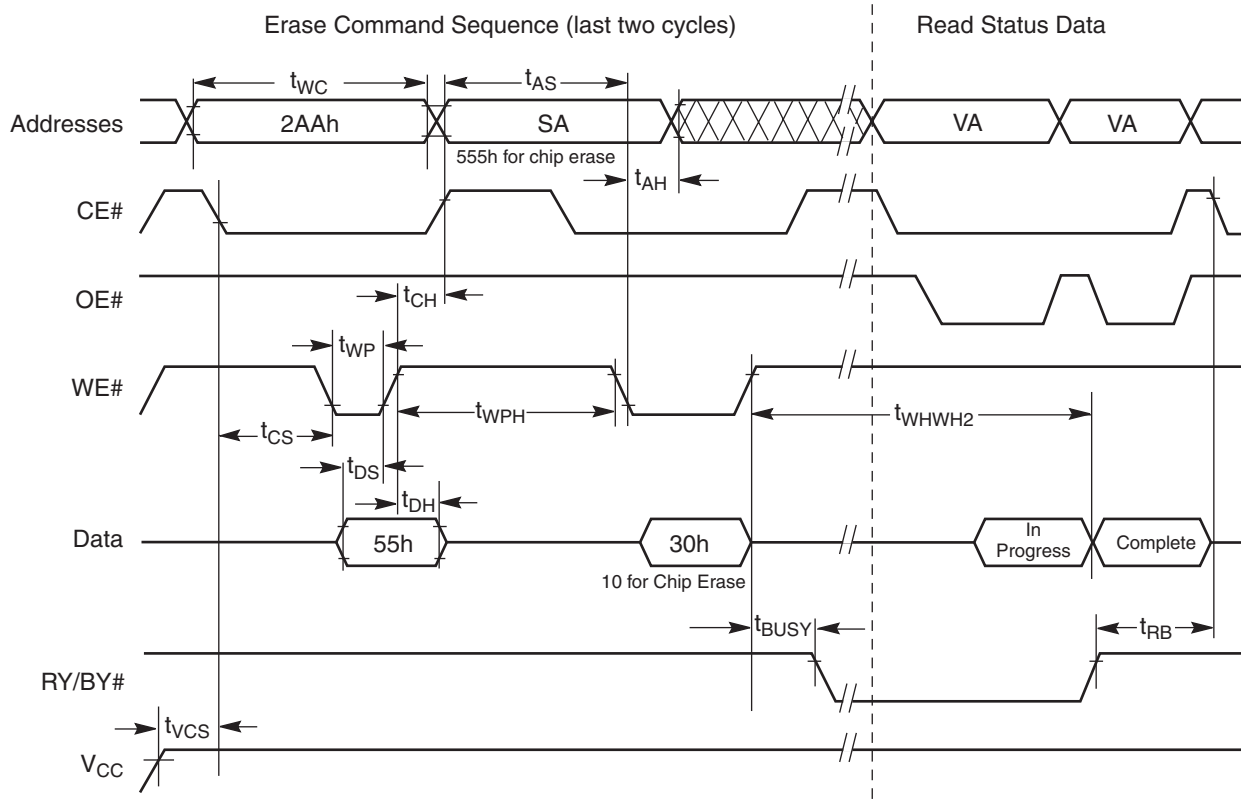 Erase Command Sequence (last two cycles)
Read Status Data
tWC
tAS
Addresses
2AAh
SA
VA
VA
555h for chip erase
tAH
CE#
OE#
tCH
tWP
WE#
tWPH
tWHWH2
tCS
tDS
tDH
Data
55h
30h
In
Progress
Complete
10 for Chip Erase
tBUSY
tRB
RY/BY#
tVCS
VCC